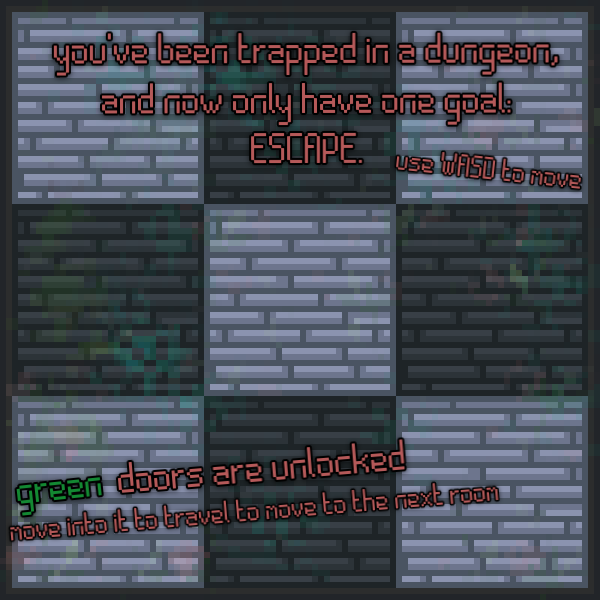 you've been trapped in a dungeon,
and now only have one goal:
ESCAPE.
use WASD to move
green doors are unlocked
move into it to travel to move to the next room